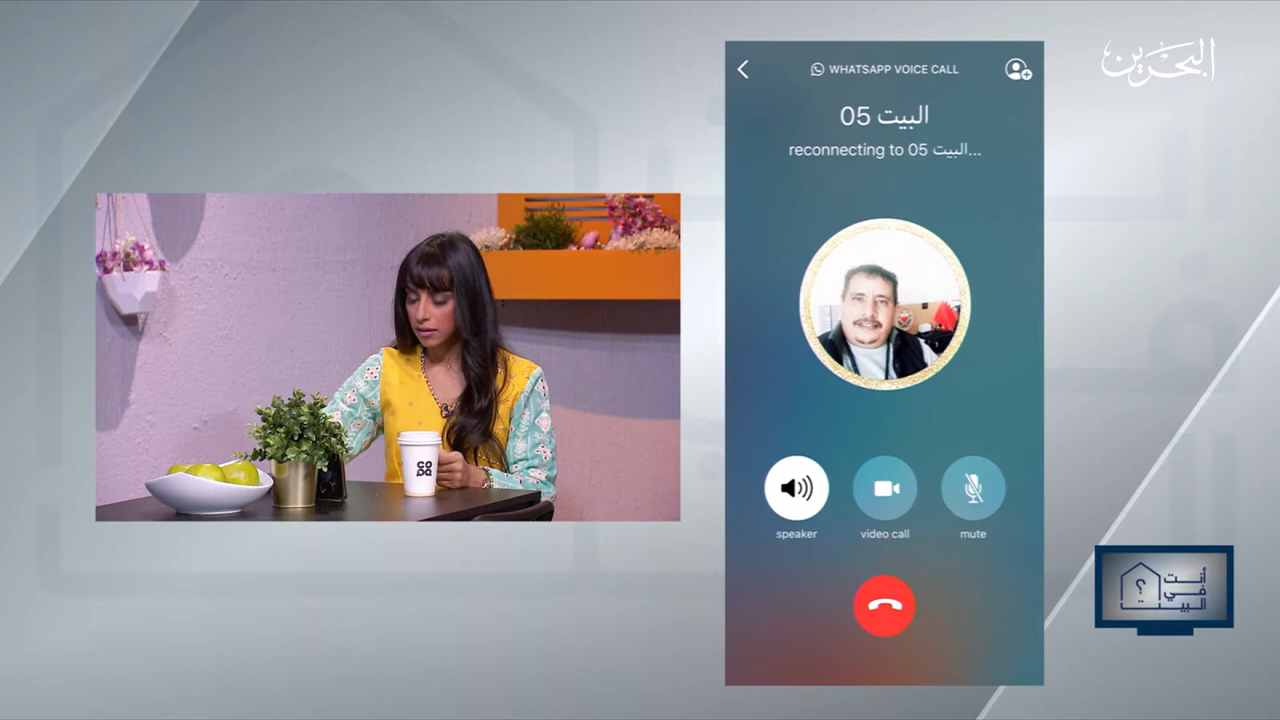 البحرين
WHATSAPP VOICE CALL
البيت 05
reconnecting to البيت 05...
speaker
video call
mute
أنت
في
البيت
؟